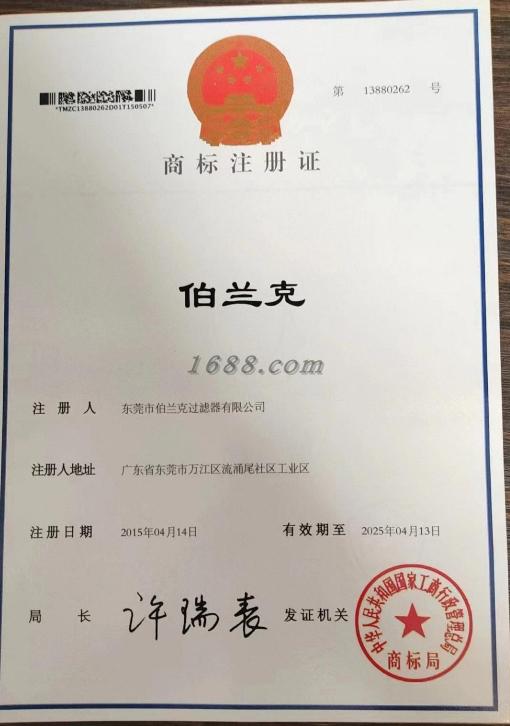 第 13880262 号
*TMZC13880262D01T150507*
商标注册证
伯兰克
1688.com
注册人 东莞市伯兰克过滤器有限公司
注册人地址 广东省东莞市万江区流涌尾社区工业区
注册日期 2015年04月14日 有效期至 2025年04月13日
局长 许瑞表 发证机关
中华人民共和国国家工商行政管理总局
商标局